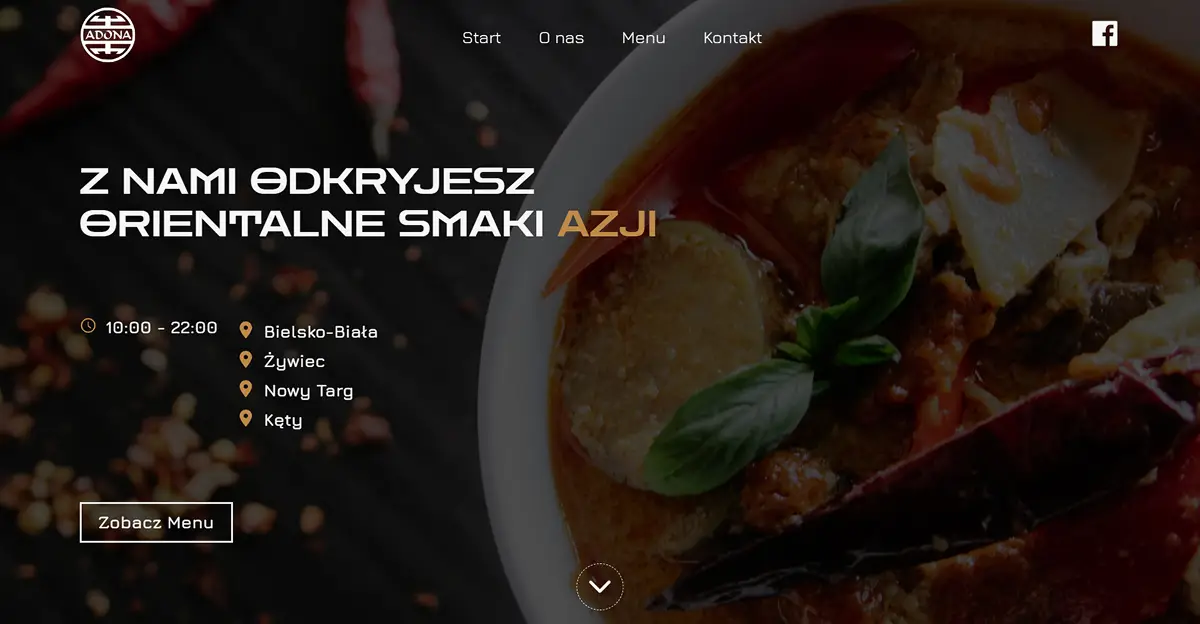 ADONA
Start O nas Menu Kontakt
Z NAMI ODKRYJESZ
ORIENTALNE SMAKI AZJI
10:00 - 22:00
Bielsko-Biała
Żywiec
Nowy Targ
Kęty
Zobacz Menu